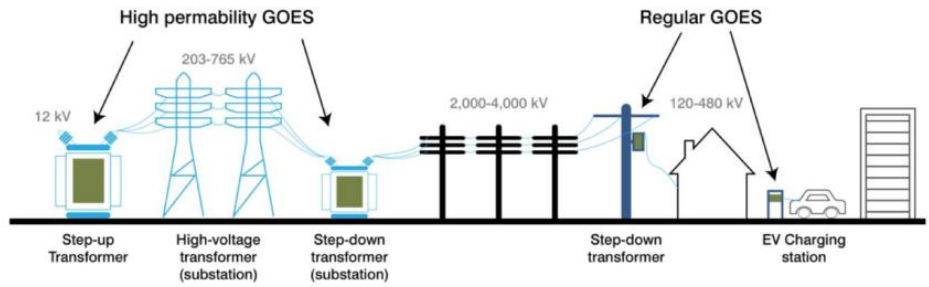 High permability GOES
Regular GOES
203-765 kV
12 kV
2,000-4,000 kV
120-480 kV
Step-up
Transformer
High-voltage
transformer
(substation)
Step-down
transformer
(substation)
Step-down
transformer
EV Charging
station